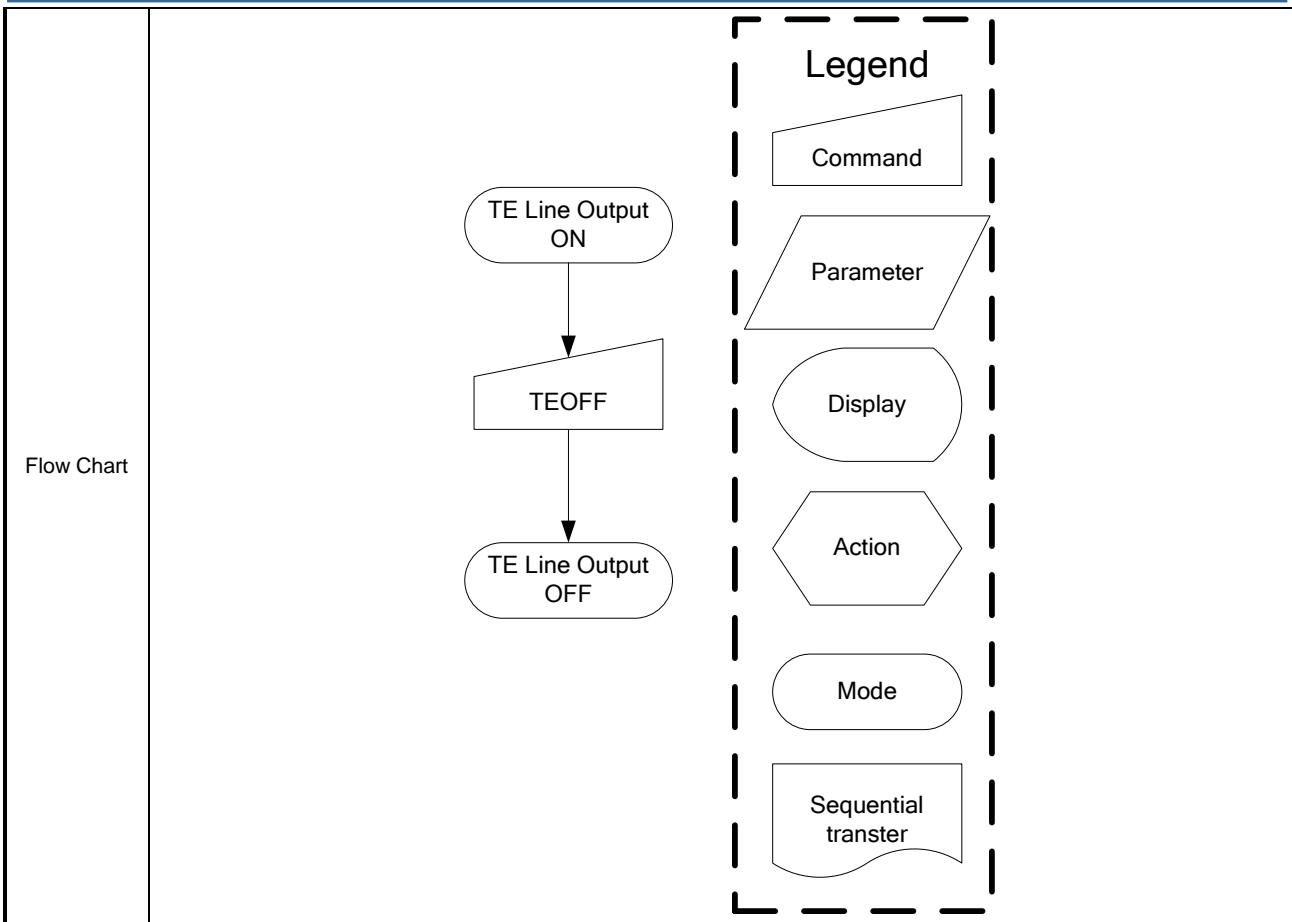 Flow Chart
TE Line Output
ON
TEOFF
TE Line Output
OFF
Legend
Command
Parameter
Display
Action
Mode
Sequential
transter